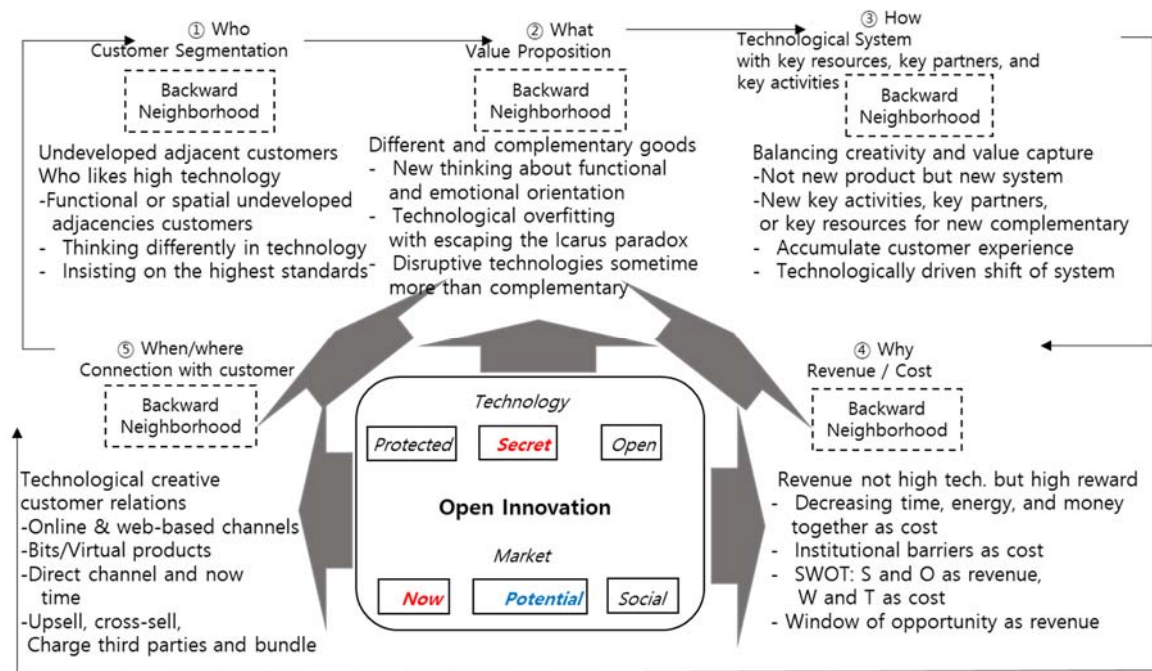 ① Who
Customer Segmentation
Backward
Neighborhood
Undeveloped adjacent customers
Who likes high technology
-Functional or spatial undeveloped
adjacencies customers
- Thinking differently in technology
- Insisting on the highest standards
② What
Value Proposition
Backward
Neighborhood
Different and complementary goods
- New thinking about functional
and emotional orientation
- Technological overfitting
with escaping the Icarus paradox
- Disruptive technologies sometime
more than complementary
③ How
Technological System
with key resources, key partners, and
key activities
Backward
Neighborhood
Balancing creativity and value capture
-Not new product but new system
-New key activities, key partners,
or key resources for new complementary
- Accumulate customer experience
- Technologically driven shift of system
⑤ When/where
Connection with customer
Backward
Neighborhood
Technological creative
customer relations
-Online & web-based channels
-Bits/Virtual products
-Direct channel and now
time
-Upsell, cross-sell,
Charge third parties and bundle
Technology
Protected
Secret
Open
Open Innovation
Market
Now
Potential
Social
④ Why
Revenue / Cost
Backward
Neighborhood
Revenue not high tech. but high reward
- Decreasing time, energy, and money
together as cost
- Institutional barriers as cost
- SWOT: S and O as revenue,
W and T as cost
- Window of opportunity as revenue